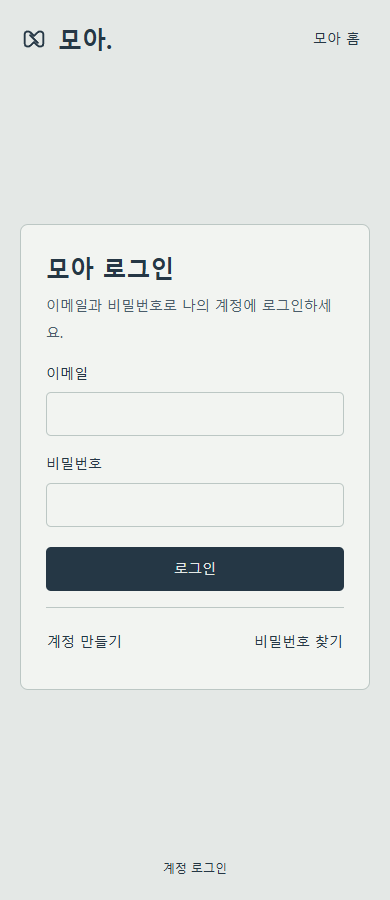 모아.
모아 홈
모아 로그인
이메일과 비밀번호로 나의 계정에 로그인하세
요.
이메일
비밀번호
로그인
계정 만들기
비밀번호 찾기
계정 로그인